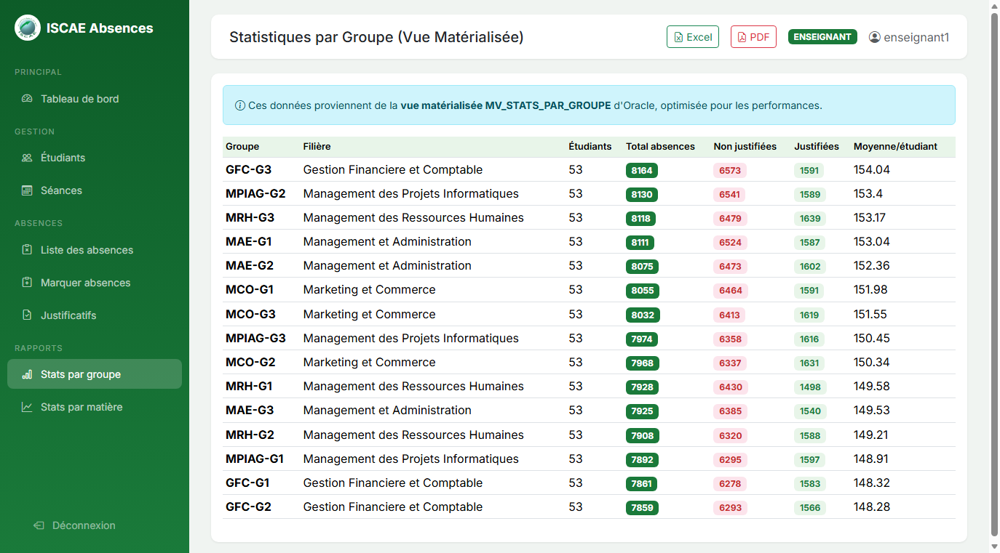 ISCAE Absences
PRINCIPAL
Tableau de bord
GESTION
Étudiants
Séances
ABSENCES
Liste des absences
Marquer absences
Justificatifs
RAPPORTS
Stats par groupe
Stats par matière
Déconnexion
Statistiques par Groupe (Vue Matérialisée) Excel PDF ENSEIGNANT enseignant1
Ces données proviennent de la vue matérialisée MV_STATS_PAR_GROUPE d'Oracle, optimisée pour les performances.
Groupe Filière Étudiants Total absences Non justifiées Justifiées Moyenne/étudiant
GFC-G3 Gestion Financiere et Comptable 53 8164 6573 1591 154.04
MPIAG-G2 Management des Projets Informatiques 53 8130 6541 1589 153.4
MRH-G3 Management des Ressources Humaines 53 8118 6479 1639 153.17
MAE-G1 Management et Administration 53 8111 6524 1587 153.04
MAE-G2 Management et Administration 53 8075 6473 1602 152.36
MCO-G1 Marketing et Commerce 53 8055 6464 1591 151.98
MCO-G3 Marketing et Commerce 53 8032 6413 1619 151.55
MPIAG-G3 Management des Projets Informatiques 53 7974 6358 1616 150.45
MCO-G2 Marketing et Commerce 53 7968 6337 1631 150.34
MRH-G1 Management des Ressources Humaines 53 7928 6430 1498 149.58
MAE-G3 Management et Administration 53 7925 6385 1540 149.53
MRH-G2 Management des Ressources Humaines 53 7908 6320 1588 149.21
MPIAG-G1 Management des Projets Informatiques 53 7892 6295 1597 148.91
GFC-G1 Gestion Financiere et Comptable 53 7861 6278 1583 148.32
GFC-G2 Gestion Financiere et Comptable 53 7859 6293 1566 148.28